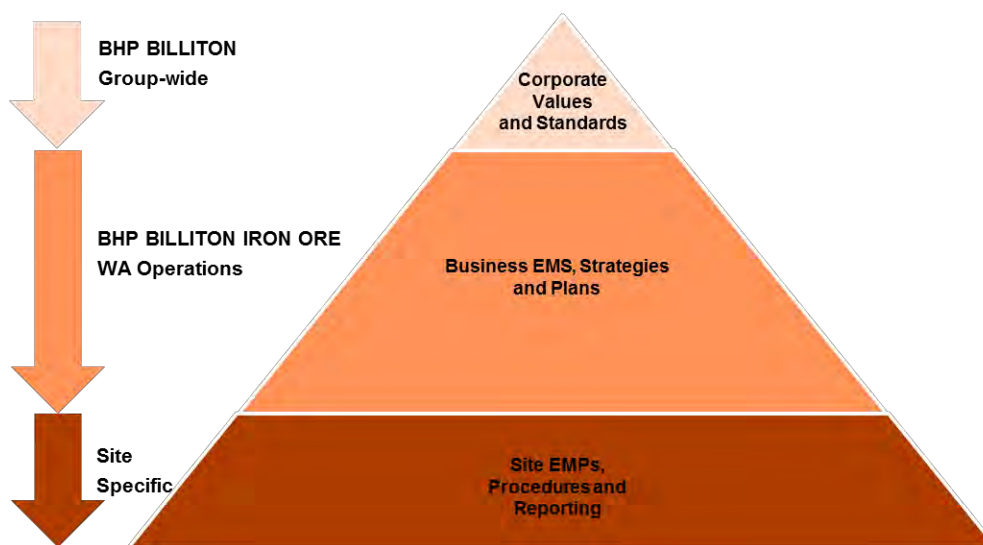 BHP BILLITON
Group-wide
Corporate
Values
and Standards
BHP BILLITON IRON ORE
WA Operations
Business EMS, Strategies
and Plans
Site
Specific
Site EMPs,
Procedures and
Reporting